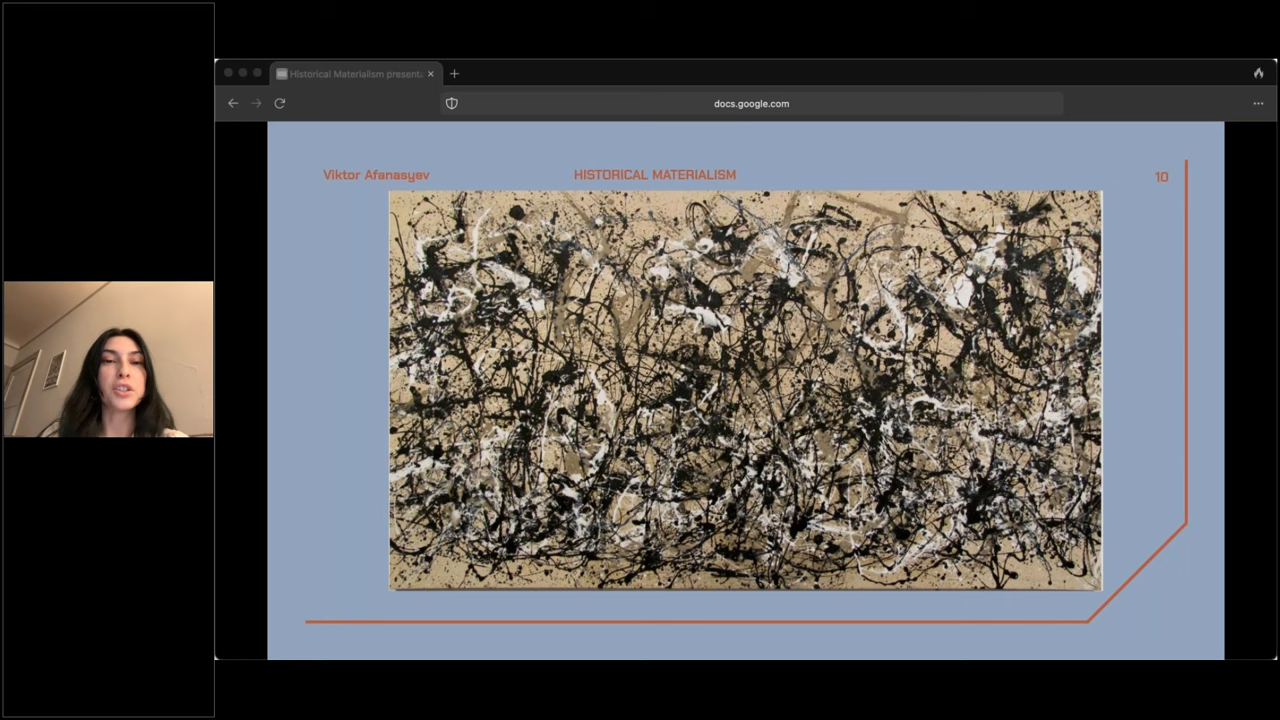 Historical Materialism present
docs.google.com
Viktor Afanasyev
HISTORICAL MATERIALISM
10